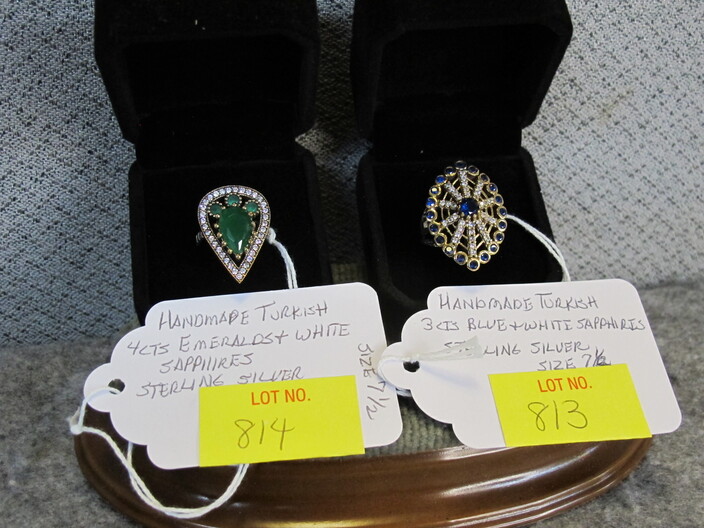 HANDMADE TURKISH
4CTS EMERALDS + WHITE
SAPPHIRES
STERLING SILVER
SIZE 7 1/2
LOT NO.
814
HANDMADE TURKISH
3 CTS BLUE + WHITE SAPPHIRES
STERLING SILVER
SIZE 7 1/2
LOT NO.
813